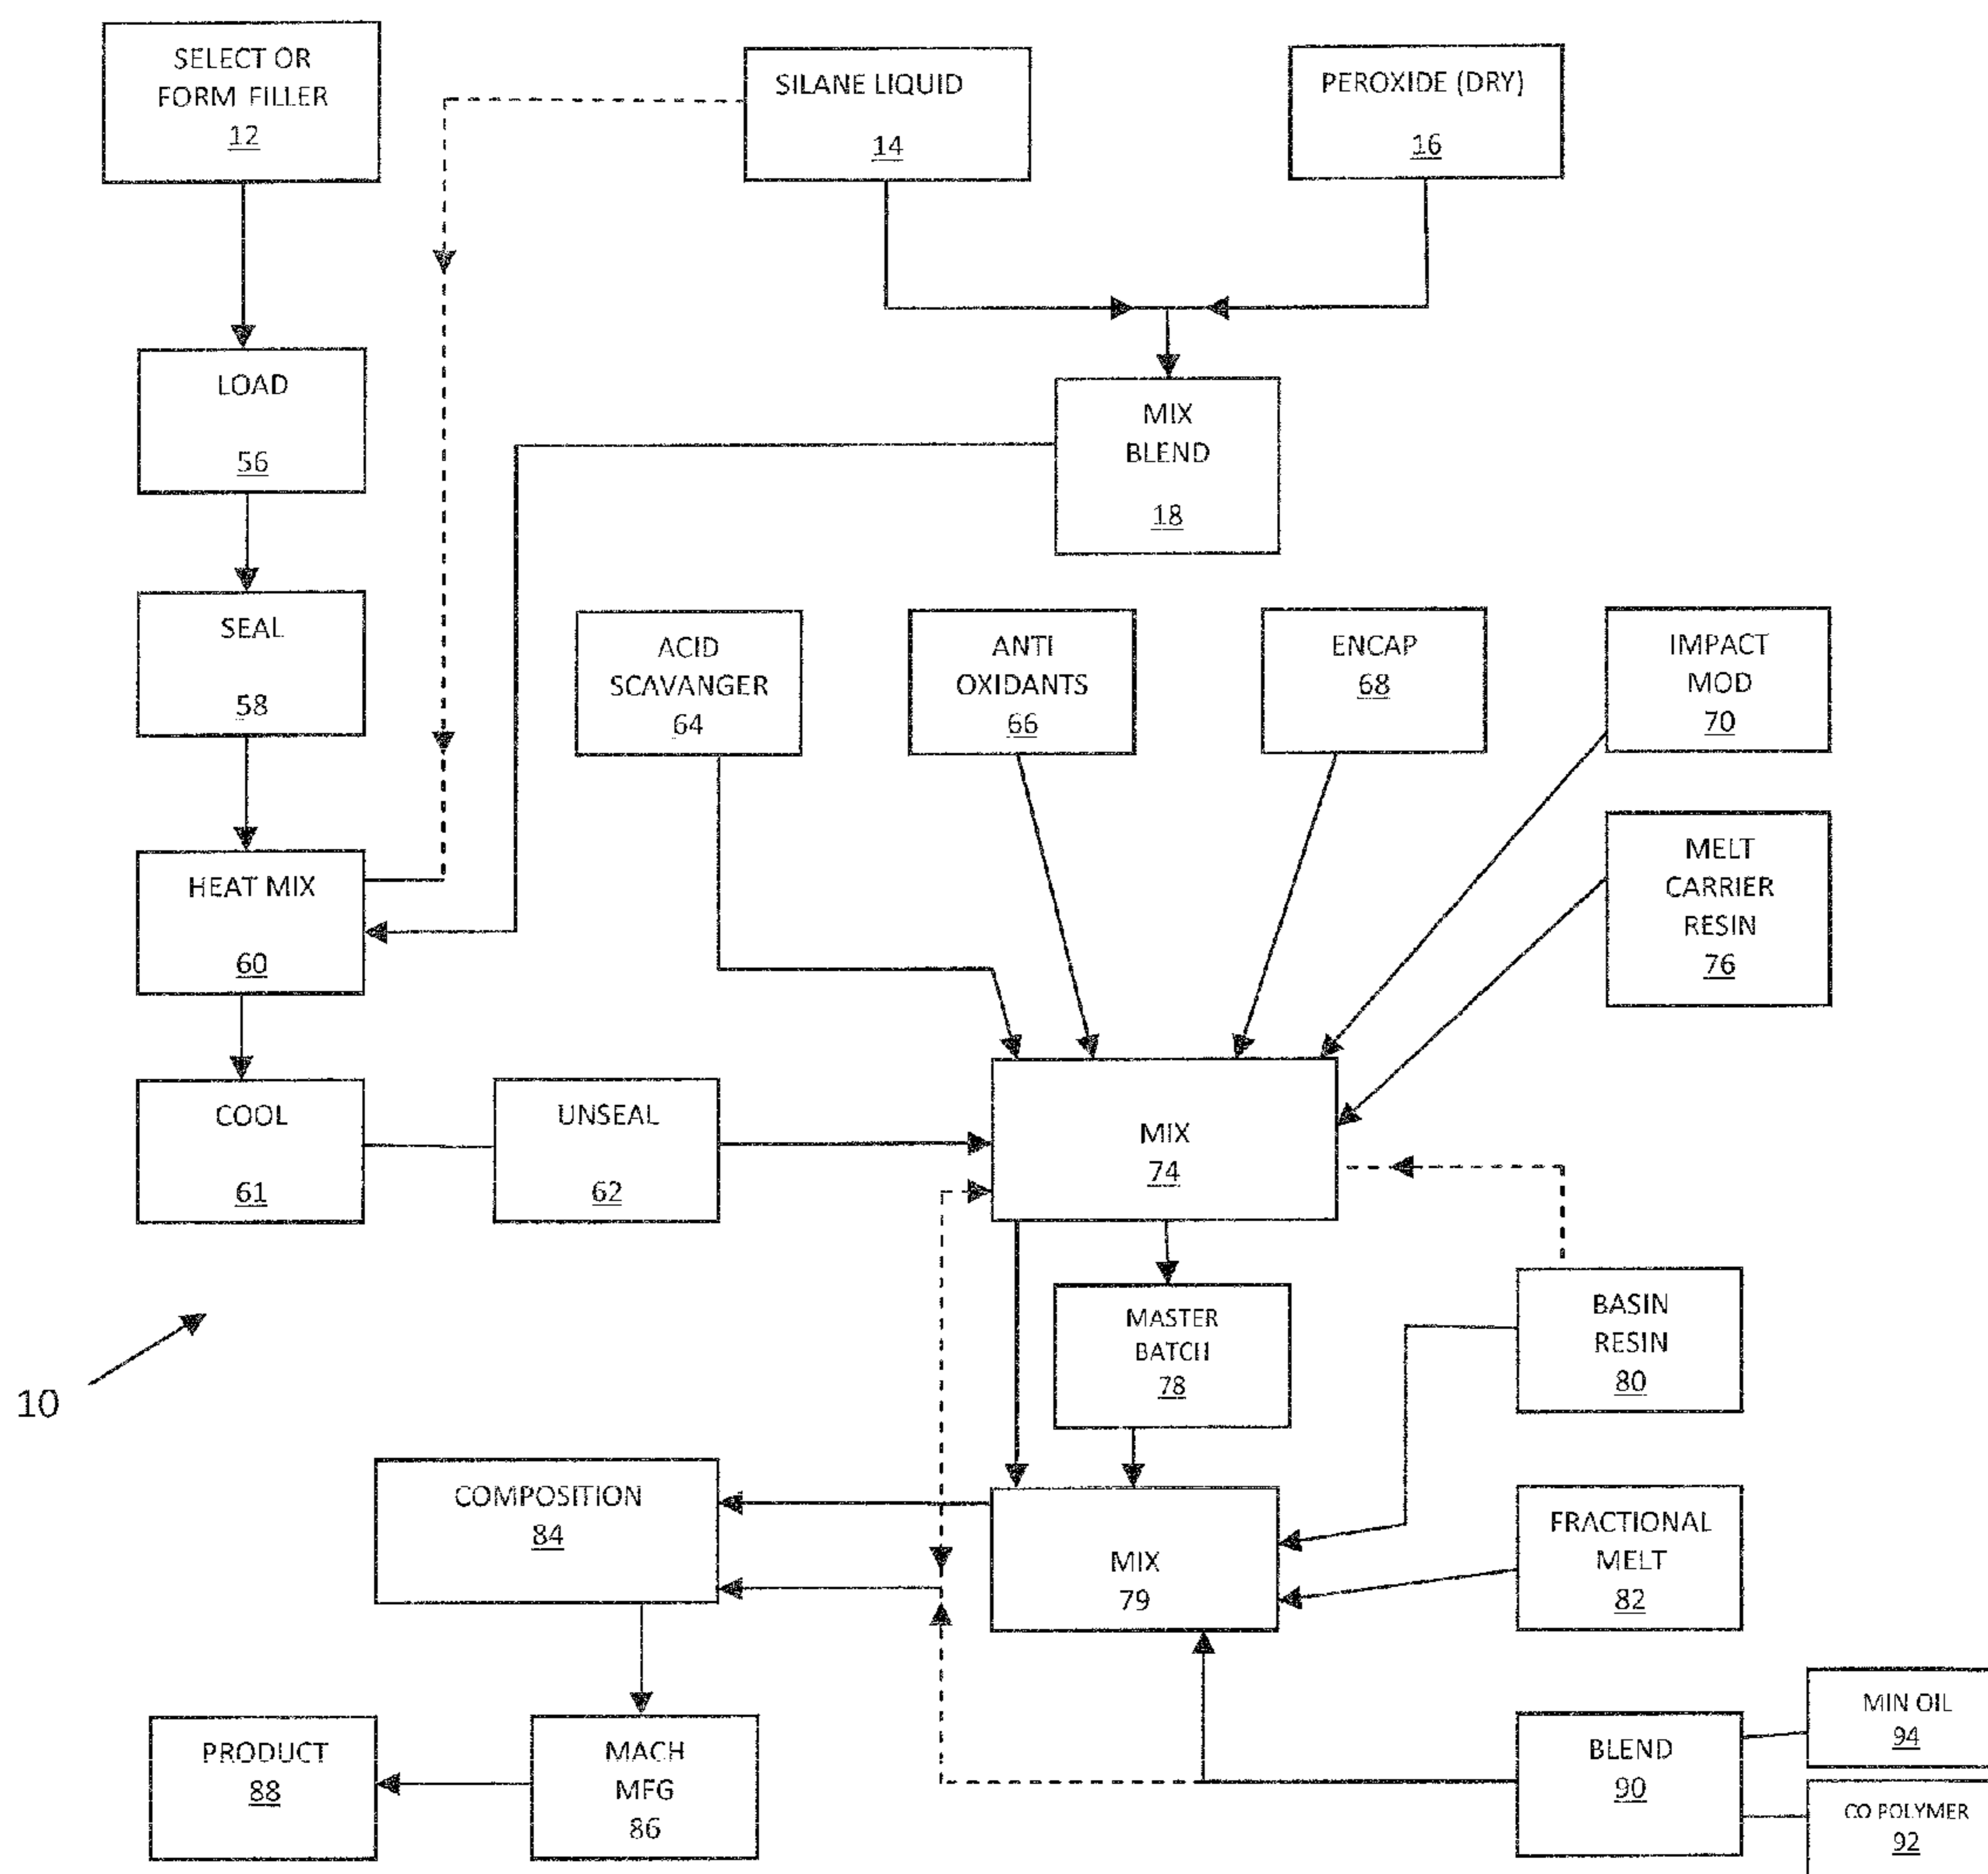 SELECT OR
FORM FILLER
12
SILANE LIQUID
14
PEROXIDE (DRY)
16
LOAD
56
MIX
BLEND
18
SEAL
58
ACID
SCAVANGER
64
ANTI
OXIDANTS
66
ENCAP
68
IMPACT
MOD
70
HEAT MIX
60
MELT
CARRIER
RESIN
76
COOL
61
UNSEAL
62
MIX
74
10
MASTER
BATCH
78
BASIN
RESIN
80
COMPOSITION
84
MIX
79
FRACTIONAL
MELT
82
PRODUCT
88
MACH
MFG
86
BLEND
90
MIN OIL
94
CO POLYMER
92